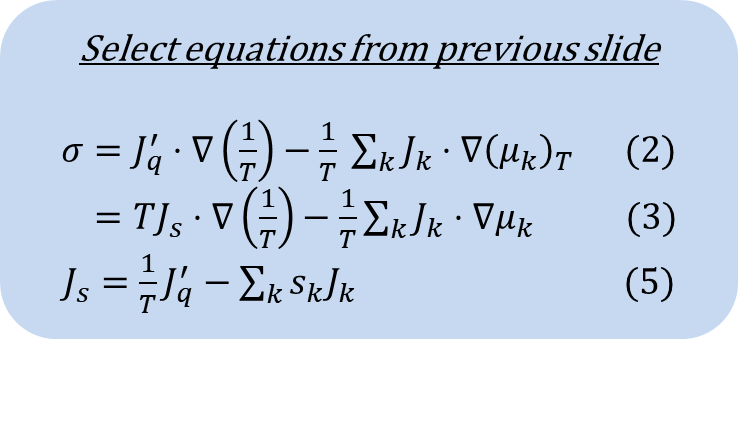 Select equations from previous slide
σ = J′_q · ∇(1/T) − 1/T ∑_k J_k · ∇(μ_k)_T (2)
= TJ_s · ∇(1/T) − 1/T ∑_k J_k · ∇μ_k (3)
J_s = 1/T J′_q − ∑_k s_k J_k (5)